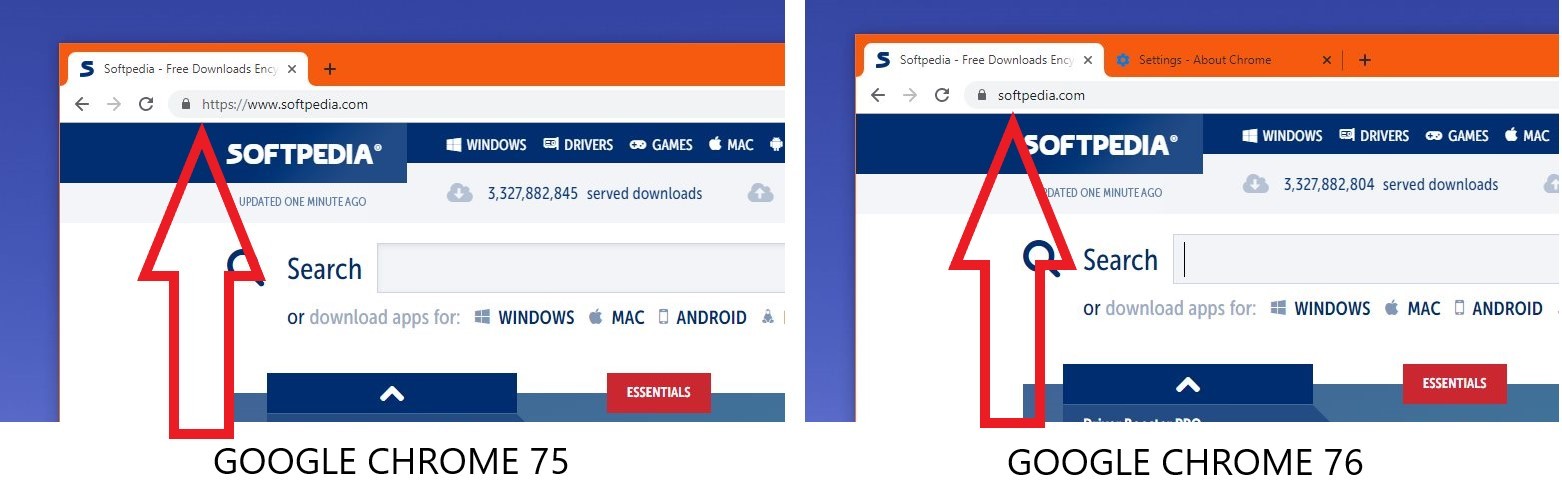 Softpedia - Free Downloads Ency
https://www.softpedia.com
SOFTPEDIA®
WINDOWS DRIVERS GAMES MAC
UPDATED ONE MINUTE AGO
3,327,882,845 served downloads
Search
or download apps for: WINDOWS MAC ANDROID
ESSENTIALS
GOOGLE CHROME 75
Softpedia - Free Downloads Ency
Settings - About Chrome
softpedia.com
SOFTPEDIA®
WINDOWS DRIVERS GAMES MAC
UPDATED ONE MINUTE AGO
3,327,882,804 served downloads
Search
or download apps for: WINDOWS MAC ANDROID
ESSENTIALS
Driver Booster PRO
GOOGLE CHROME 76